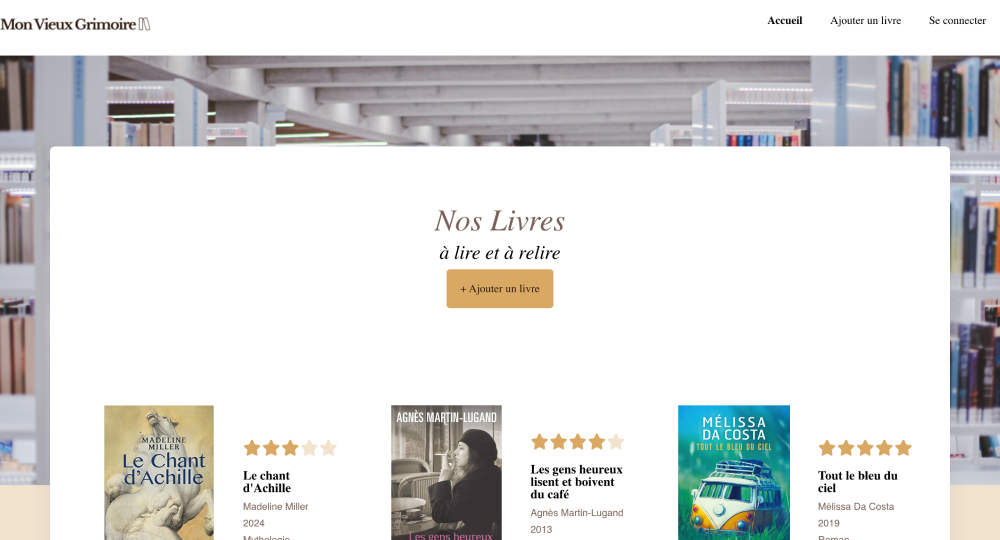 Mon Vieux Grimoire
Accueil
Ajouter un livre
Se connecter
Nos Livres
à lire et à relire
+ Ajouter un livre
MADELINE
MILLER
Le Chant
d'Achille
Le chant
d'Achille
Madeline Miller
2024
Mythologie
AGNÈS MARTIN-LUGAND
Les gens heureux
Les gens heureux
lisent et boivent
du café
Agnès Martin-Lugand
2013
MÉLISSA
DA COSTA
TOUT LE BLEU DU CIEL
Tout le bleu du
ciel
Mélissa Da Costa
2019
Roman